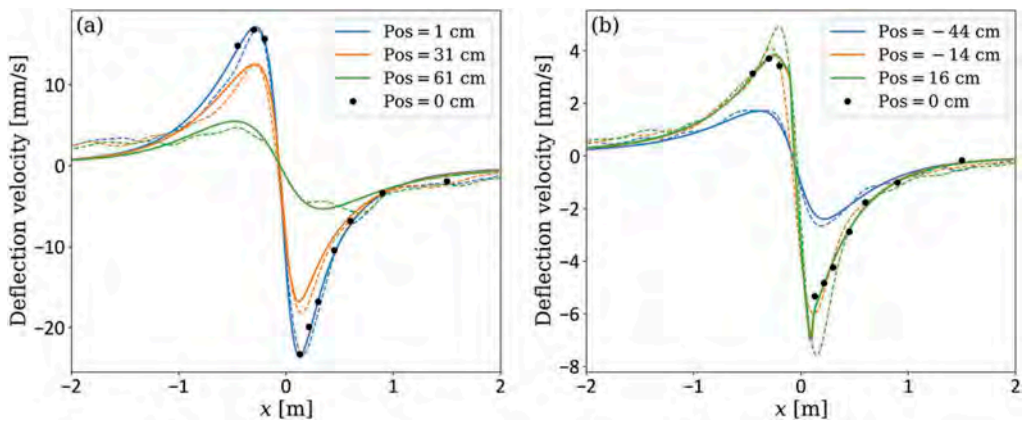 (a)
Pos = 1 cm
Pos = 31 cm
Pos = 61 cm
Pos = 0 cm
Deflection velocity [mm/s]
10
0
−10
−20
−2
−1
0
1
2
x [m]
(b)
Pos = −44 cm
Pos = −14 cm
Pos = 16 cm
Pos = 0 cm
Deflection velocity [mm/s]
4
2
0
−2
−4
−6
−8
−2
−1
0
1
2
x [m]